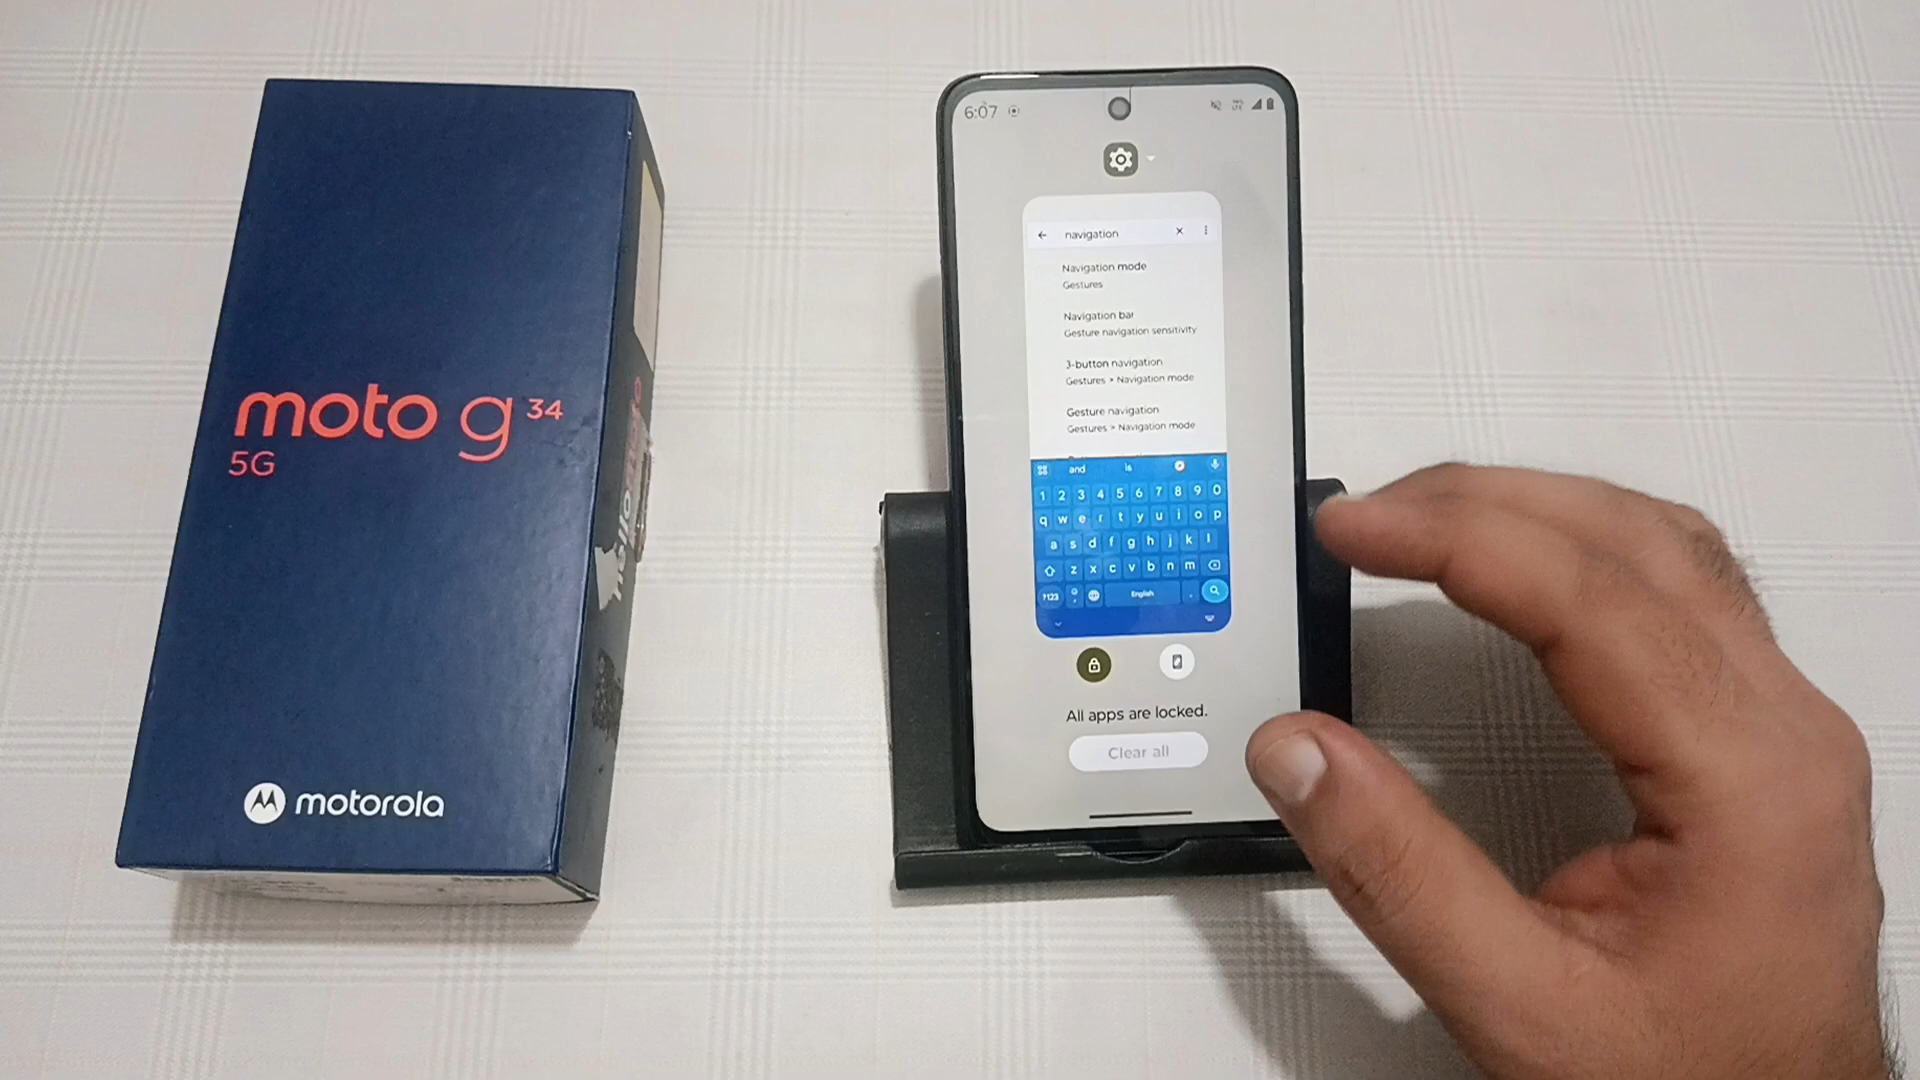 moto g 34
5G
motorola
hello
6:07
navigation
Navigation mode
Gestures
Navigation bar
Gesture navigation sensitivity
3-button navigation
Gestures > Navigation mode
Gesture navigation
Gestures > Navigation mode
and is
1 2 3 4 5 6 7 8 9 0
q w e r t y u i o p
a s d f g h j k l
z x c v b n m
?123 , English .
All apps are locked.
Clear all